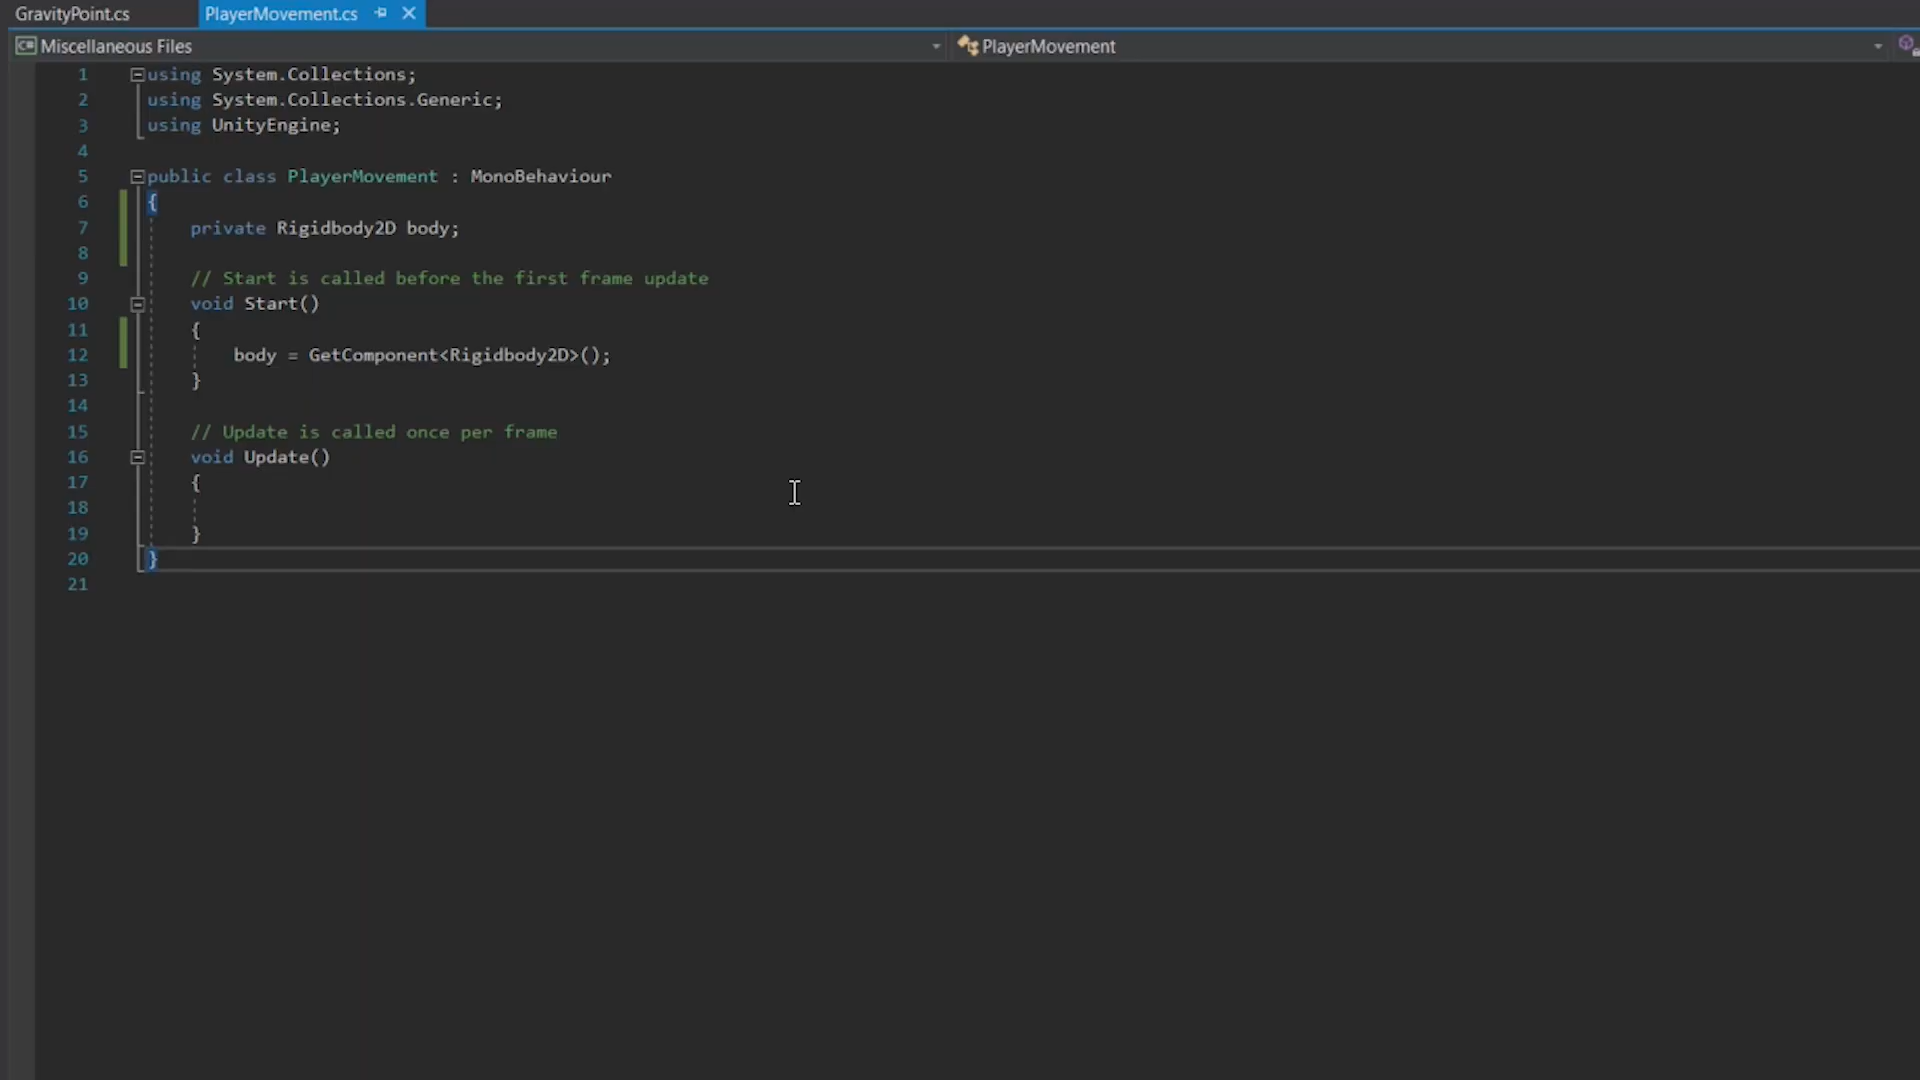 GravityPoint.cs PlayerMovement.cs
C# Miscellaneous Files PlayerMovement
1 using System.Collections;
2 using System.Collections.Generic;
3 using UnityEngine;
4
5 public class PlayerMovement : MonoBehaviour
6 {
7 private Rigidbody2D body;
8
9 // Start is called before the first frame update
10 void Start()
11 {
12 body = GetComponent<Rigidbody2D>();
13 }
14
15 // Update is called once per frame
16 void Update()
17 {
18
19 }
20 }
21